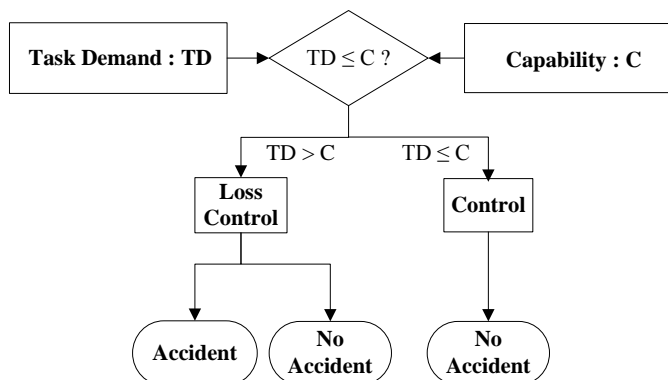 Task Demand : TD
TD ≤ C ?
Capability : C
TD > C
TD ≤ C
Loss
Control
Control
Accident
No
Accident
No
Accident